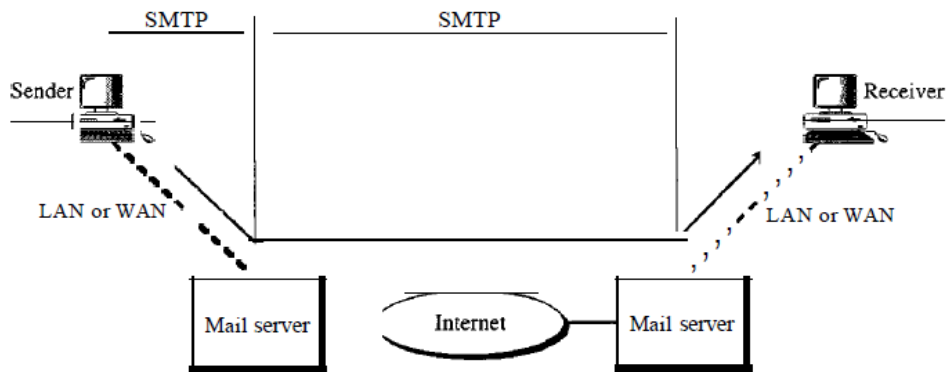 SMTP
SMTP
Sender
Receiver
LAN or WAN
LAN or WAN
Mail server
Internet
Mail server